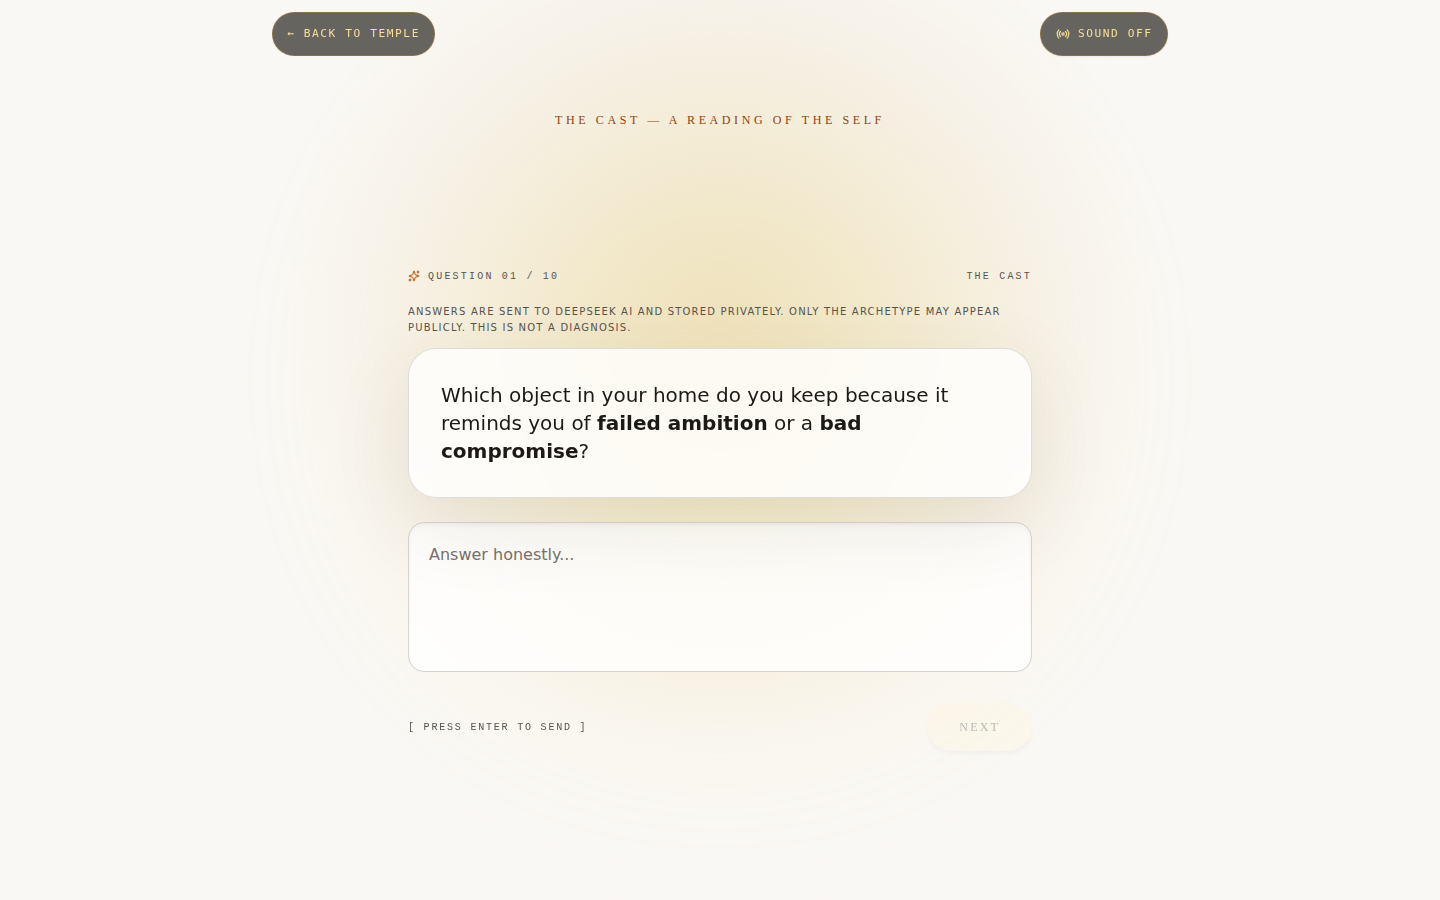 ← BACK TO TEMPLE
SOUND OFF
THE CAST — A READING OF THE SELF
QUESTION 01 / 10
THE CAST
ANSWERS ARE SENT TO DEEPSEEK AI AND STORED PRIVATELY. ONLY THE ARCHETYPE MAY APPEAR
PUBLICLY. THIS IS NOT A DIAGNOSIS.
Which object in your home do you keep because it
reminds you of failed ambition or a bad
compromise?
Answer honestly...
[ PRESS ENTER TO SEND ]
NEXT